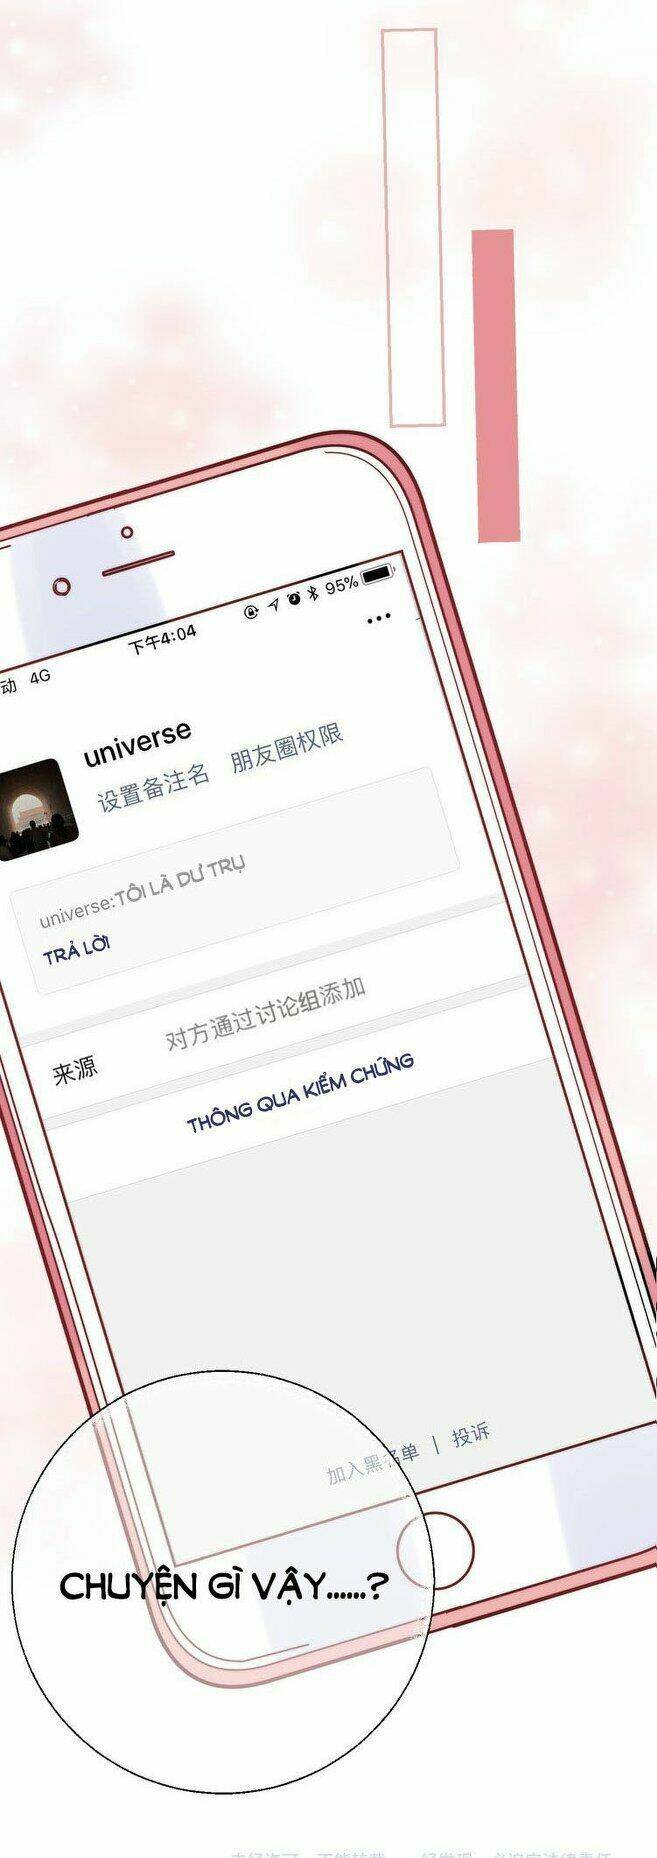 下午4:04 95%
动 4G
universe
设置备注名 朋友圈权限
universe:TÔI LÀ DƯ TRỤ
TRẢ LỜI
来源 对方通过讨论组添加
THÔNG QUA KIỂM CHỨNG
加入黑名单 | 投诉
CHUYỆN GÌ VẬY......?